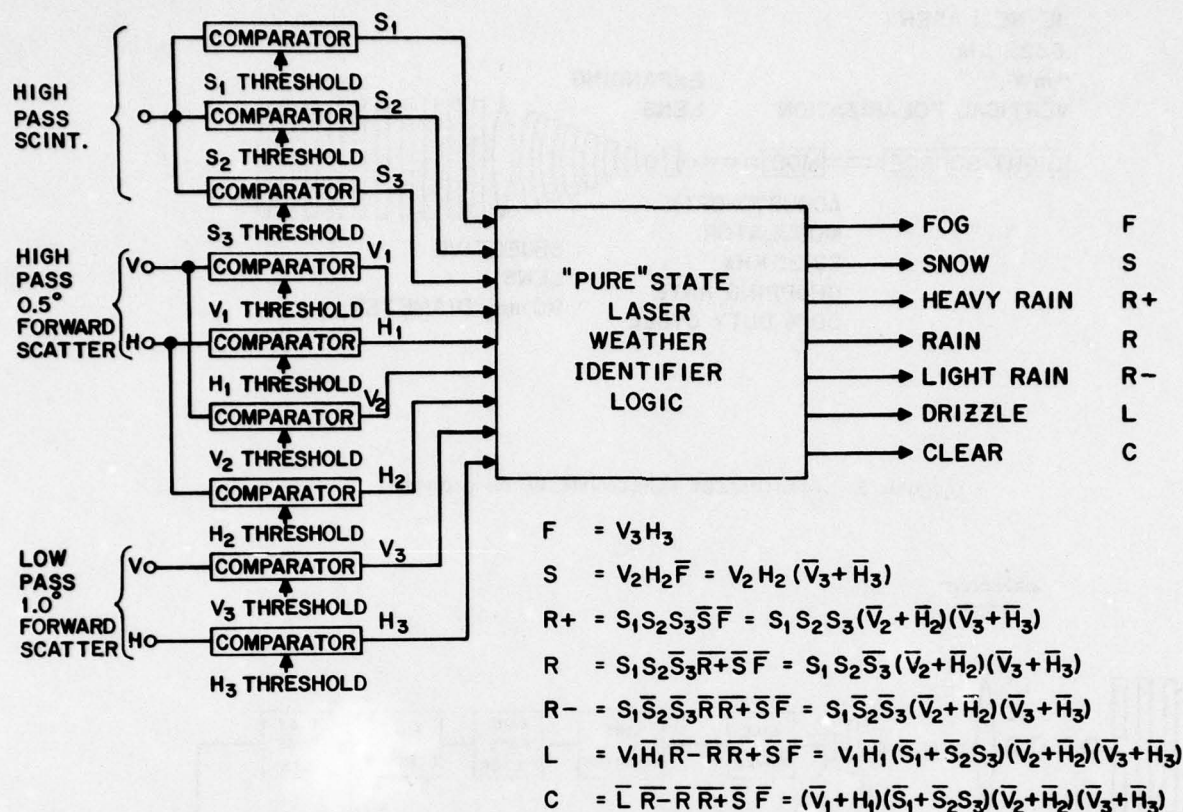 HIGH
PASS
SCINT.
COMPARATOR S₁
S₁ THRESHOLD
COMPARATOR S₂
S₂ THRESHOLD
COMPARATOR S₃
S₃ THRESHOLD
HIGH
PASS
0.5°
FORWARD
SCATTER
V
H
COMPARATOR V₁
V₁ THRESHOLD
COMPARATOR H₁
H₁ THRESHOLD
COMPARATOR V₂
V₂ THRESHOLD
COMPARATOR H₂
H₂ THRESHOLD
LOW
PASS
1.0°
FORWARD
SCATTER
V
H
COMPARATOR V₃
V₃ THRESHOLD
COMPARATOR H₃
H₃ THRESHOLD
"PURE" STATE
LASER
WEATHER
IDENTIFIER
LOGIC
FOG F
SNOW S
HEAVY RAIN R+
RAIN R
LIGHT RAIN R-
DRIZZLE L
CLEAR C
F = V₃H₃
S = V₂H₂F̅ = V₂H₂(V̅₃+H̅₃)
R+ = S₁S₂S₃S̅ F̅ = S₁S₂S₃(V̅₂+H̅₂)(V̅₃+H̅₃)
R = S₁S₂S̅₃R̅+̅S̅ F̅ = S₁S₂S̅₃(V̅₂+H̅₂)(V̅₃+H̅₃)
R- = S₁S̅₂S̅₃R̅ R̅+̅S̅ F̅ = S₁S̅₂S̅₃(V̅₂+H̅₂)(V̅₃+H̅₃)
L = V₁H̅₁R̅-̅ R̅ R̅+̅S̅ F̅ = V₁H̅₁(S̅₁+S̅₂S₃)(V̅₂+H̅₂)(V̅₃+H̅₃)
C = L̅ R̅-̅ R̅ R̅+̅S̅ F̅ = (V̅₁+H₁)(S̅₁+S̅₂S₃)(V̅₂+H̅₂)(V̅₃+H̅₃)